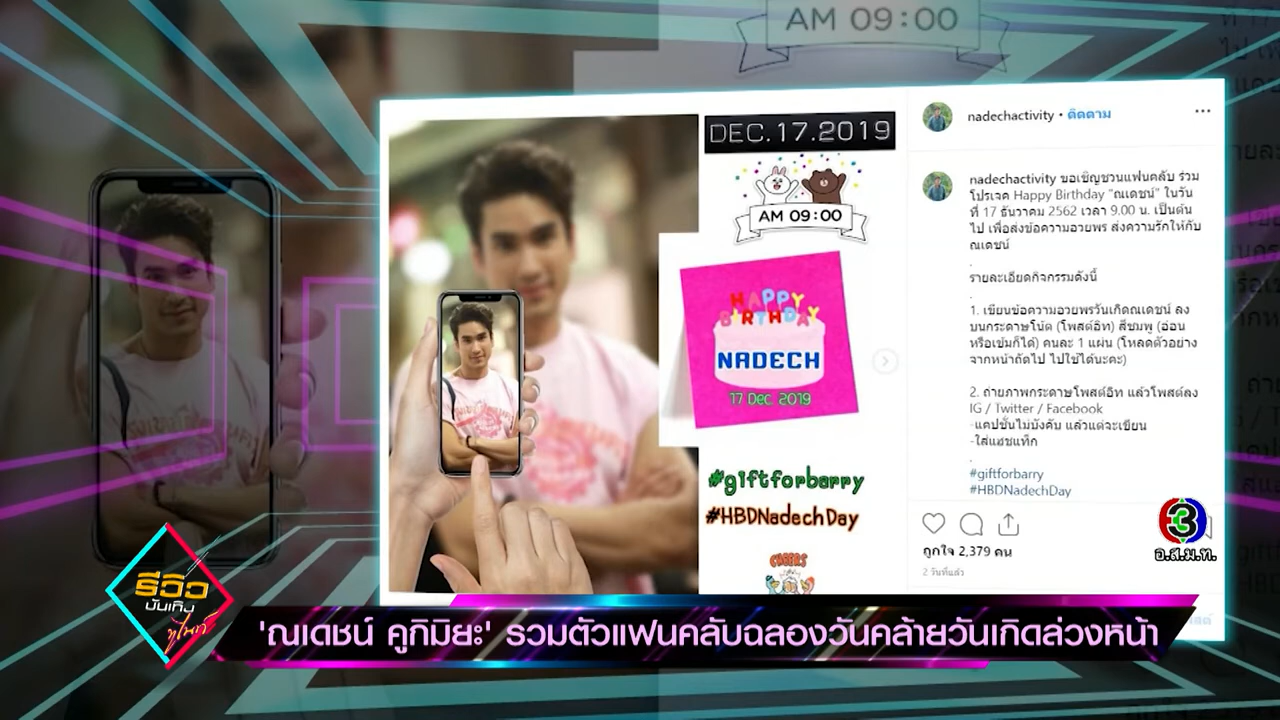 AM 09:00
DEC.17.2019
AM 09:00
HAPPY
BIRTHDAY
NADECH
17 Dec. 2019
#giftforbarry
#HBDNadechDay
CHEERS
nadechactivity • ติดตาม
nadechactivity ขอเชิญชวนแฟนคลับ ร่วม
โปรเจค Happy Birthday "ณเดชน์" ในวัน
ที่ 17 ธันวาคม 2562 เวลา 9.00 น. เป็นต้น
ไป เพื่อส่งข้อความอวยพร ส่งความรักให้กับ
ณเดชน์
.
รายละเอียดกิจกรรมดังนี้
.
1. เขียนข้อความอวยพรวันเกิดณเดชน์ ลง
บนกระดาษโน้ต (โพสต์อิท) สีชมพู (อ่อน
หรือเข้มก็ได้) คนละ 1 แผ่น (โหลดตัวอย่าง
จากหน้าถัดไป ไปใช้ได้นะคะ)
.
2. ถ่ายภาพกระดาษโพสต์อิท แล้วโพสต์ลง
IG / Twitter / Facebook
-แคปชั่นไม่บังคับ แล้วแต่จะเขียน
-ใส่แฮชแท็ก
.
#giftforbarry
#HBDNadechDay
ถูกใจ 2,379 คน
2 วันที่แล้ว
3
อ.ส.ม.ท.
รีวิว
บันเทิง
ทูไนท์
'ณเดชน์ คูกิมิยะ' รวมตัวแฟนคลับฉลองวันคล้ายวันเกิดล่วงหน้า